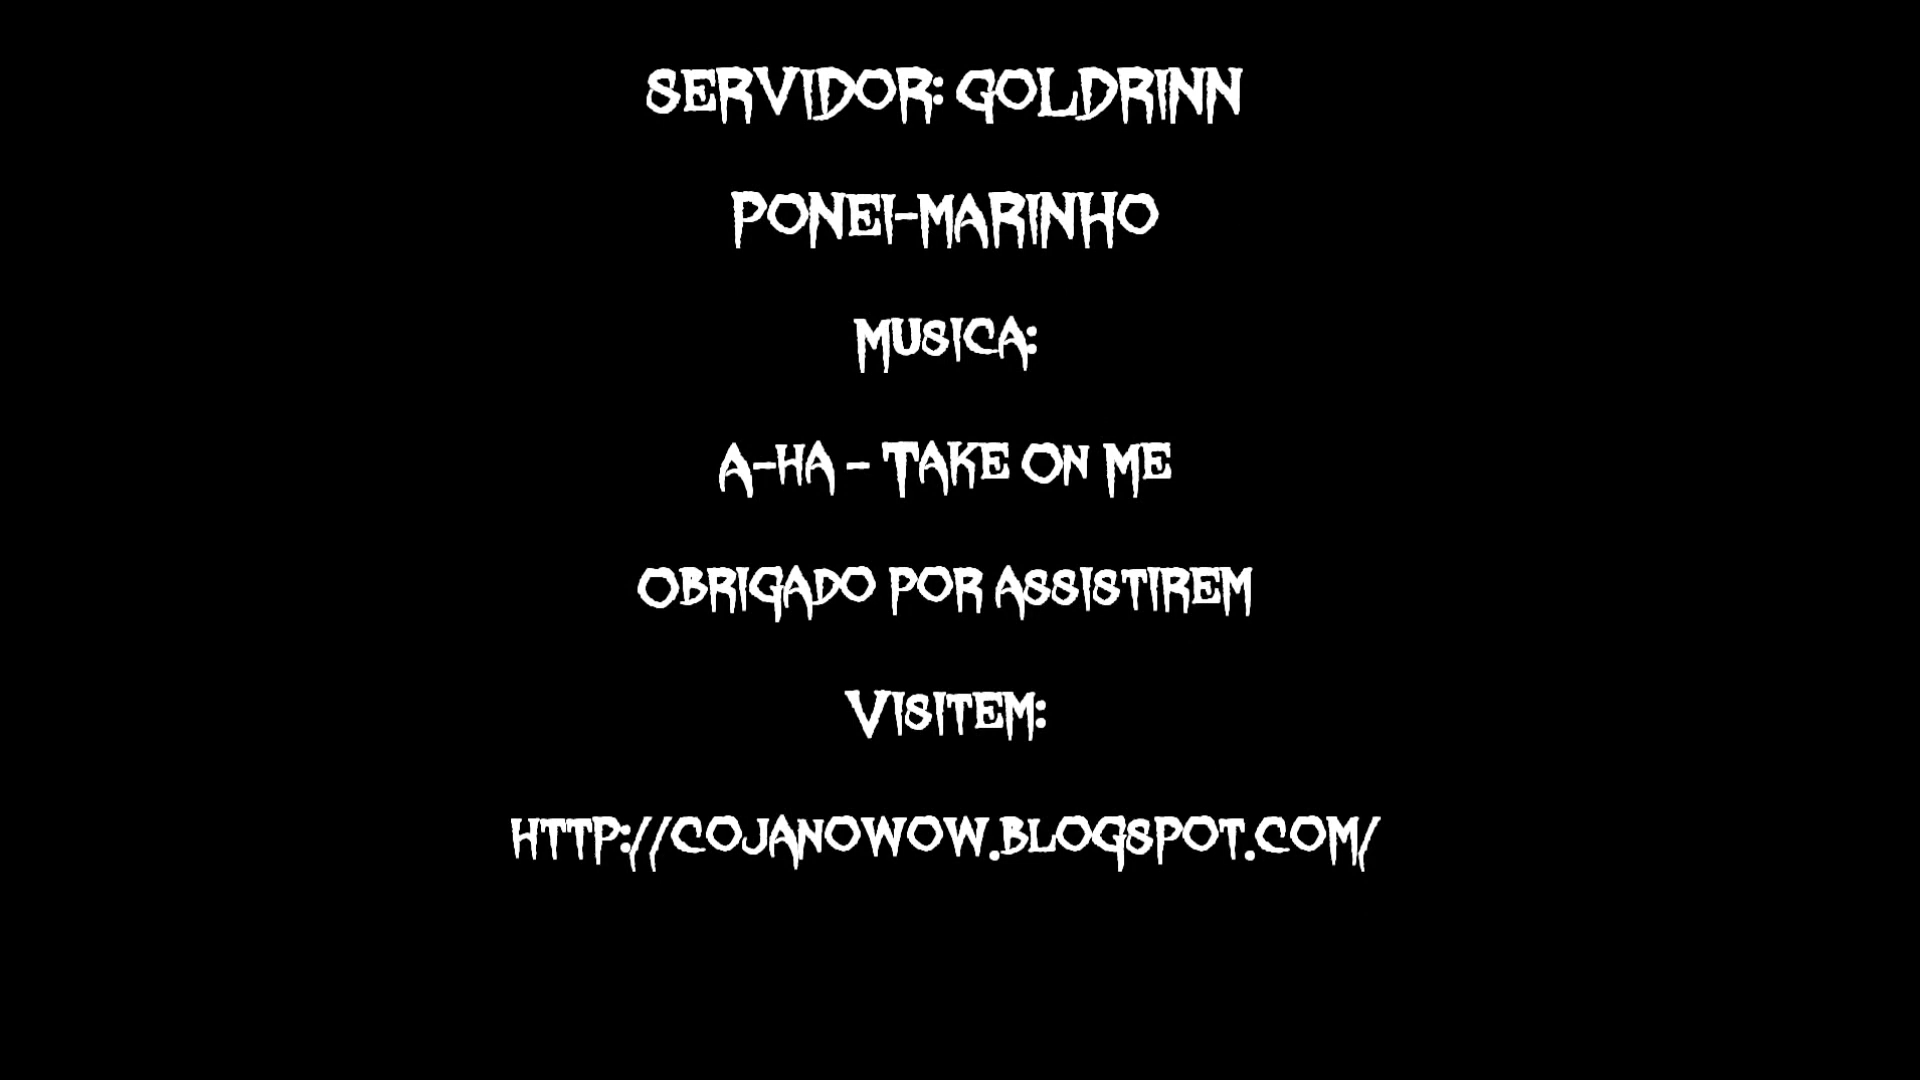 SERVIDOR: GOLDRINN
PONEI-MARINHO
MUSICA:
A-HA - TAKE ON ME
OBRIGADO POR ASSISTIREM
VISITEM:
HTTP://COJANOWOW.BLOGSPOT.COM/